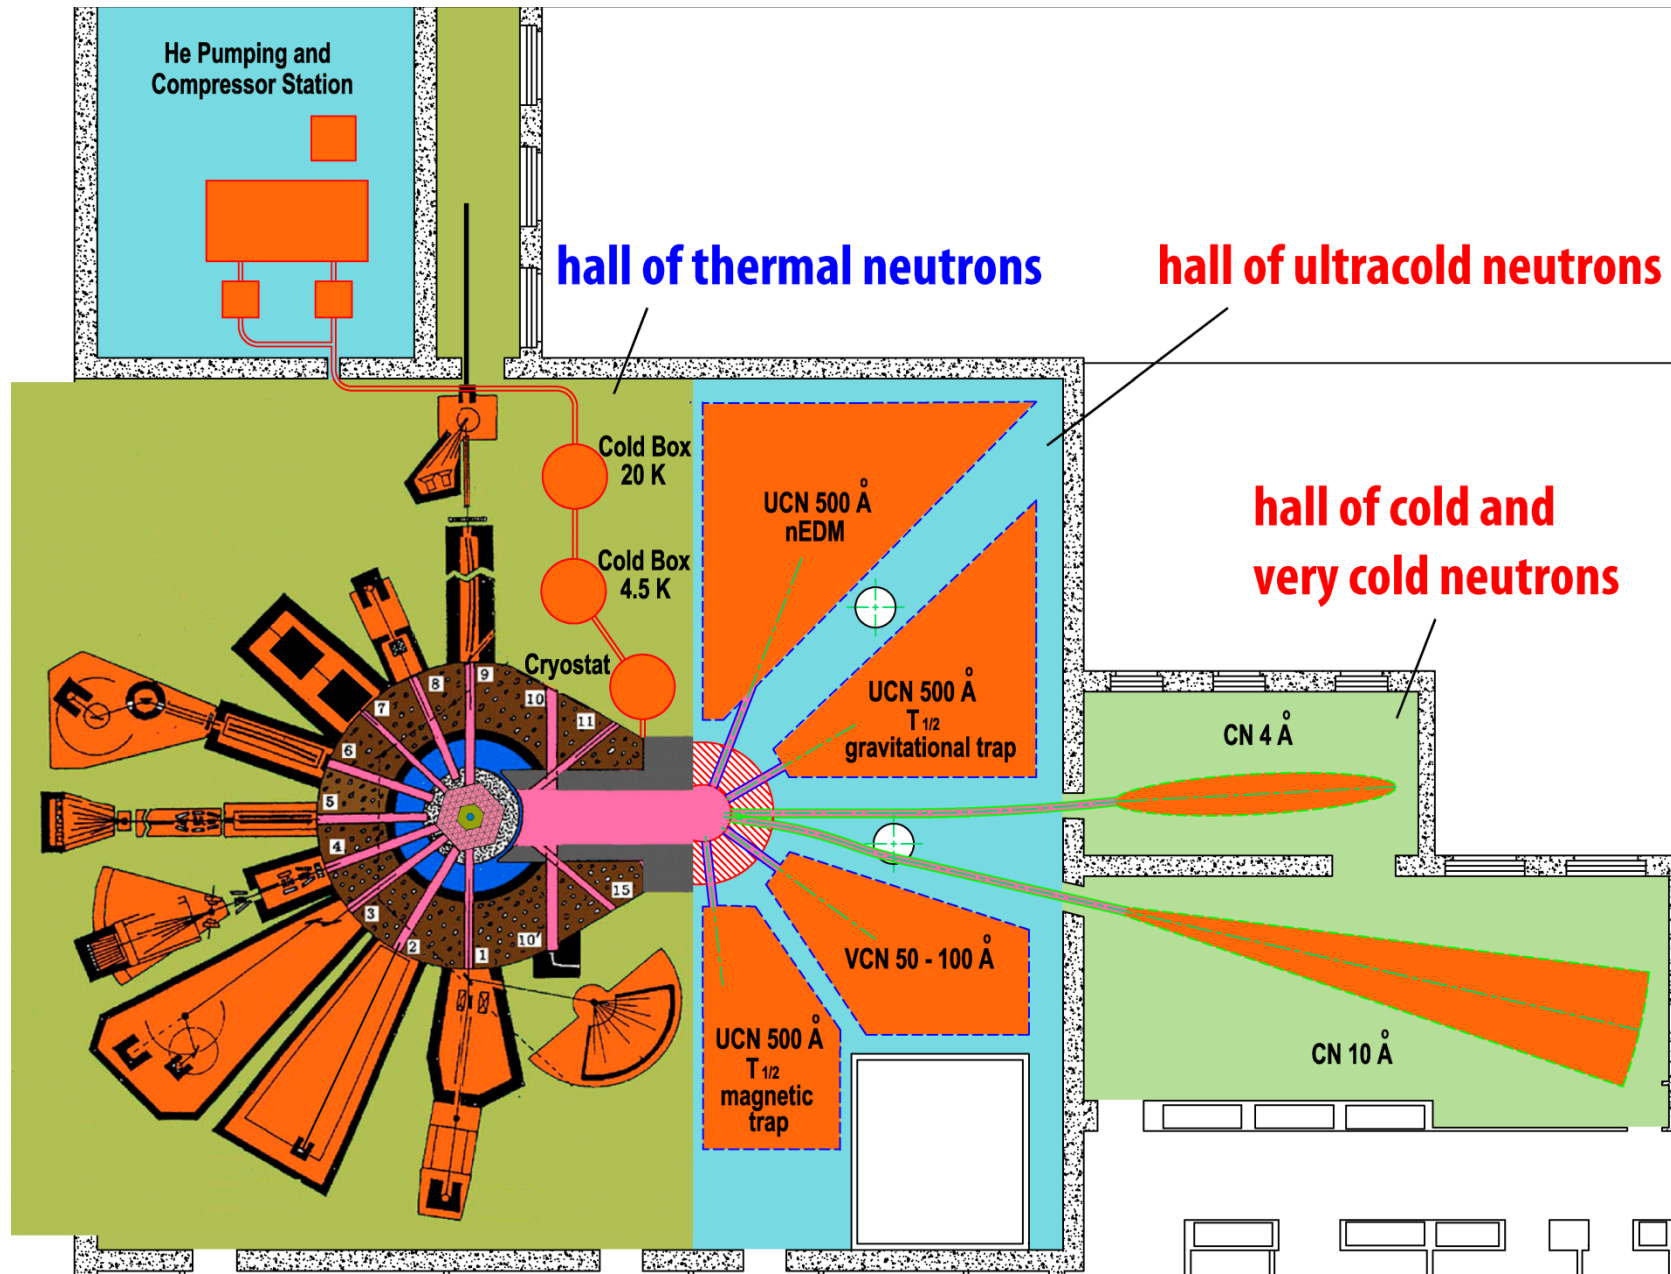 He Pumping and
Compressor Station
hall of thermal neutrons
hall of ultracold neutrons
Cold Box
20 K
UCN 500 Å
nEDM
hall of cold and
very cold neutrons
Cold Box
4.5 K
Cryostat
UCN 500 Å
T 1/2
gravitational trap
CN 4 Å
9
8
10
7
11
6
5
4
15
3
2
10'
1
VCN 50 - 100 Å
UCN 500 Å
T 1/2
magnetic
trap
CN 10 Å